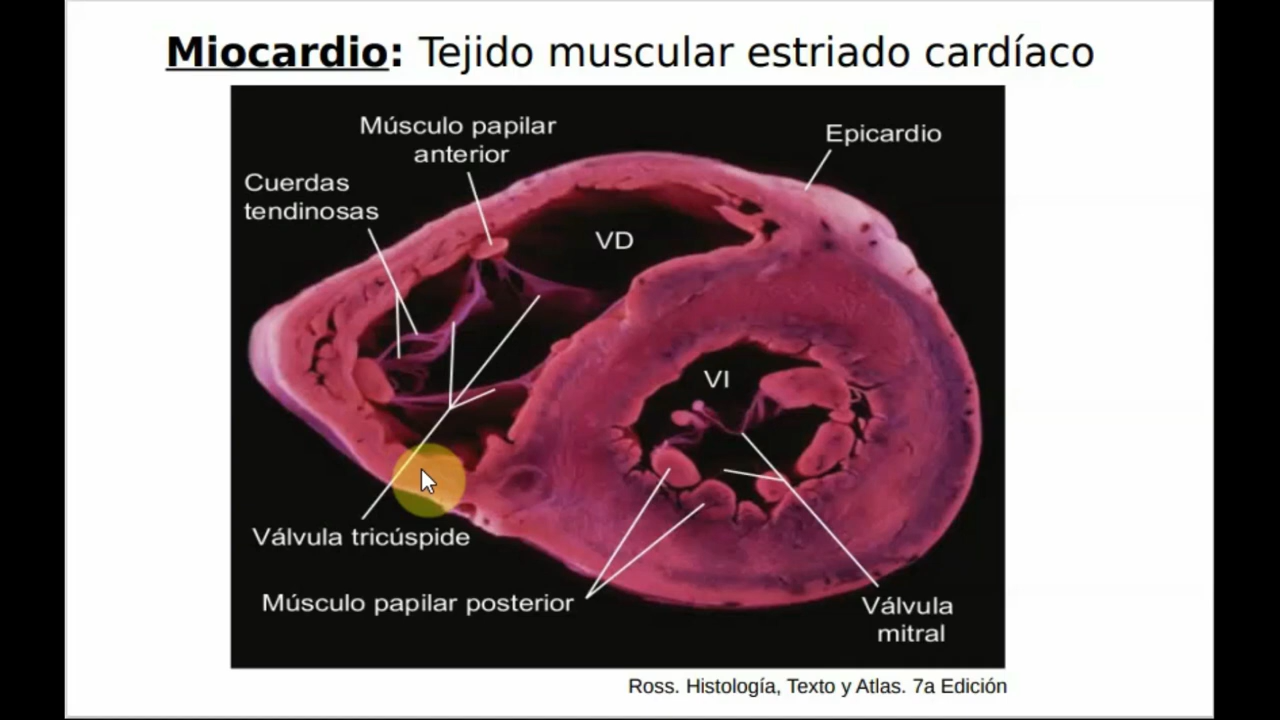 Miocardio: Tejido muscular estriado cardíaco
Músculo papilar
anterior
Epicardio
Cuerdas
tendinosas
VD
VI
Válvula tricúspide
Músculo papilar posterior
Válvula
mitral
Ross. Histología, Texto y Atlas. 7a Edición